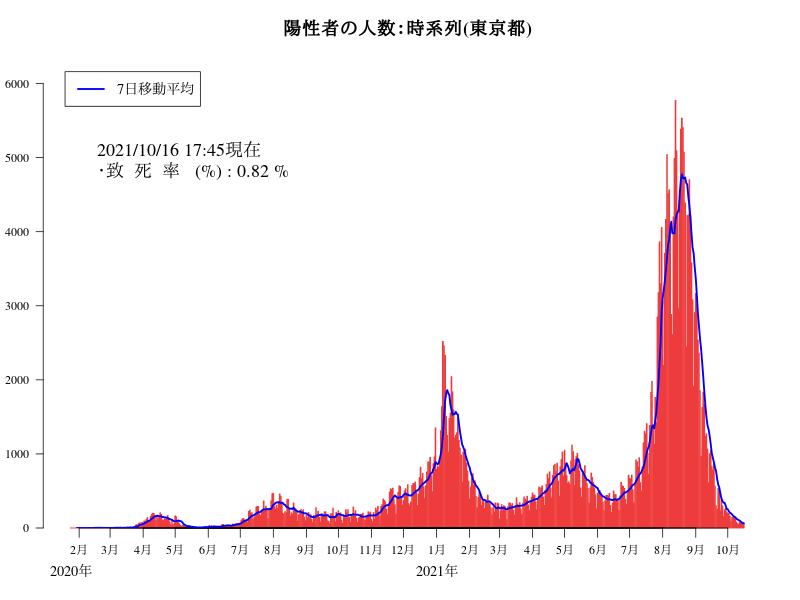 陽性者の人数:時系列(東京都)
7日移動平均
2021/10/16 17:45現在
・致 死 率 (%) : 0.82 %
6000
5000
4000
3000
2000
1000
0
2月 3月 4月 5月 6月 7月 8月 9月 10月 11月 12月 1月 2月 3月 4月 5月 6月 7月 8月 9月 10月
2020年 2021年